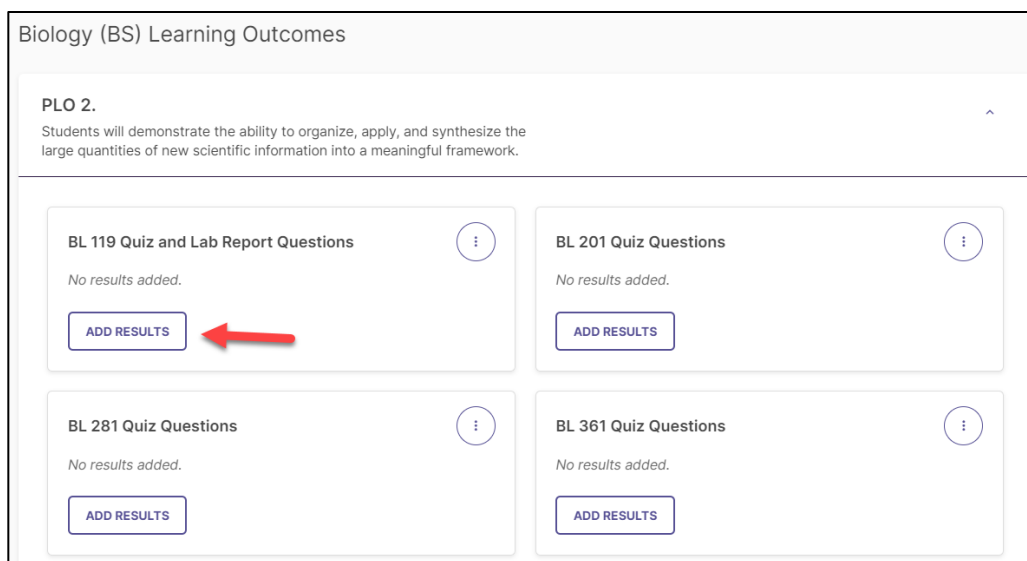 Biology (BS) Learning Outcomes
PLO 2.
Students will demonstrate the ability to organize, apply, and synthesize the
large quantities of new scientific information into a meaningful framework.
BL 119 Quiz and Lab Report Questions
No results added.
ADD RESULTS
BL 201 Quiz Questions
No results added.
ADD RESULTS
BL 281 Quiz Questions
No results added.
ADD RESULTS
BL 361 Quiz Questions
No results added.
ADD RESULTS